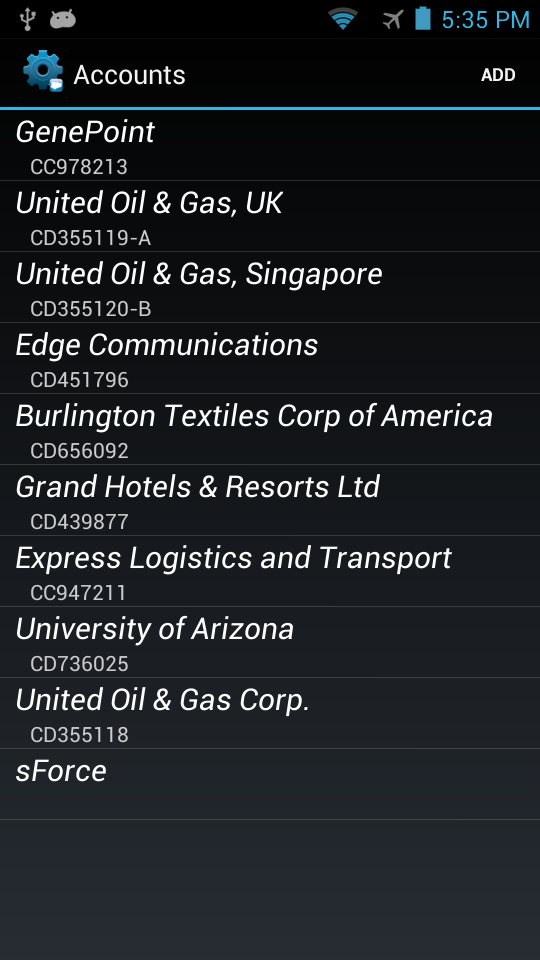 5:35 PM
Accounts
ADD
GenePoint
CC978213
United Oil & Gas, UK
CD355119-A
United Oil & Gas, Singapore
CD355120-B
Edge Communications
CD451796
Burlington Textiles Corp of America
CD656092
Grand Hotels & Resorts Ltd
CD439877
Express Logistics and Transport
CC947211
University of Arizona
CD736025
United Oil & Gas Corp.
CD355118
sForce